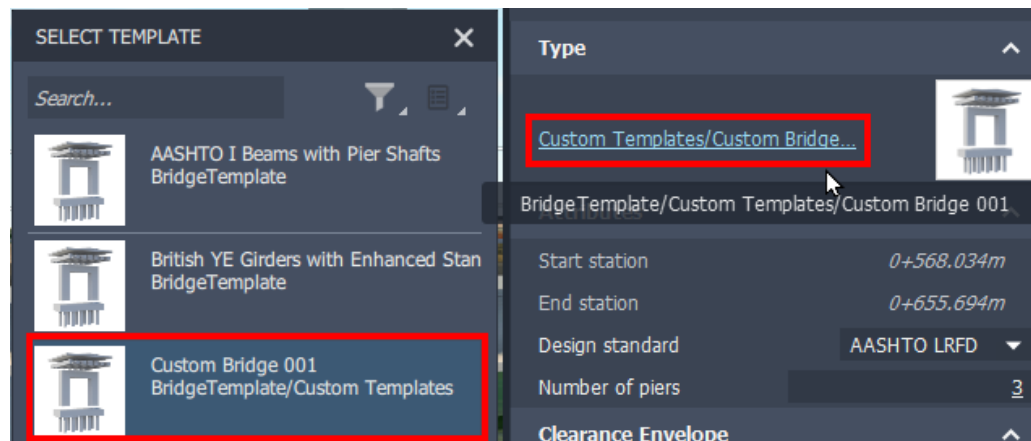 SELECT TEMPLATE
Search...
AASHTO I Beams with Pier Shafts
BridgeTemplate
British YE Girders with Enhanced Stan
BridgeTemplate
Custom Bridge 001
BridgeTemplate/Custom Templates
Type
Custom Templates/Custom Bridge...
BridgeTemplate/Custom Templates/Custom Bridge 001
Attributes
Start station 0+568.034m
End station 0+655.694m
Design standard AASHTO LRFD
Number of piers 3
Clearance Envelope